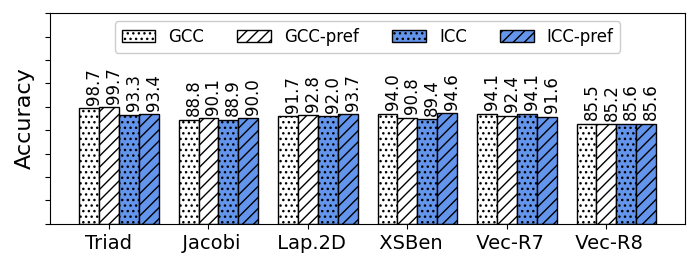 GCC GCC-pref ICC ICC-pref
Accuracy
98.7 99.7 93.3 93.4 88.8 90.1 88.9 90.0 91.7 92.8 92.0 93.7 94.0 90.8 89.4 94.6 94.1 92.4 94.1 91.6 85.5 85.2 85.6 85.6
Triad Jacobi Lap.2D XSBen Vec-R7 Vec-R8